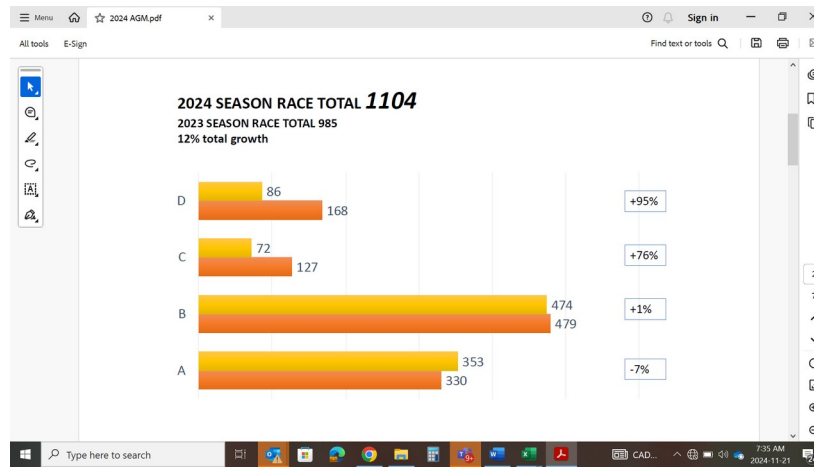 Menu
2024 AGM.pdf
Sign in
All tools E-Sign
Find text or tools
2024 SEASON RACE TOTAL 1104
2023 SEASON RACE TOTAL 985
12% total growth
D
86
168
+95%
C
72
127
+76%
B
474
479
+1%
A
353
330
-7%
Type here to search
CAD...
7:35 AM
2024-11-21